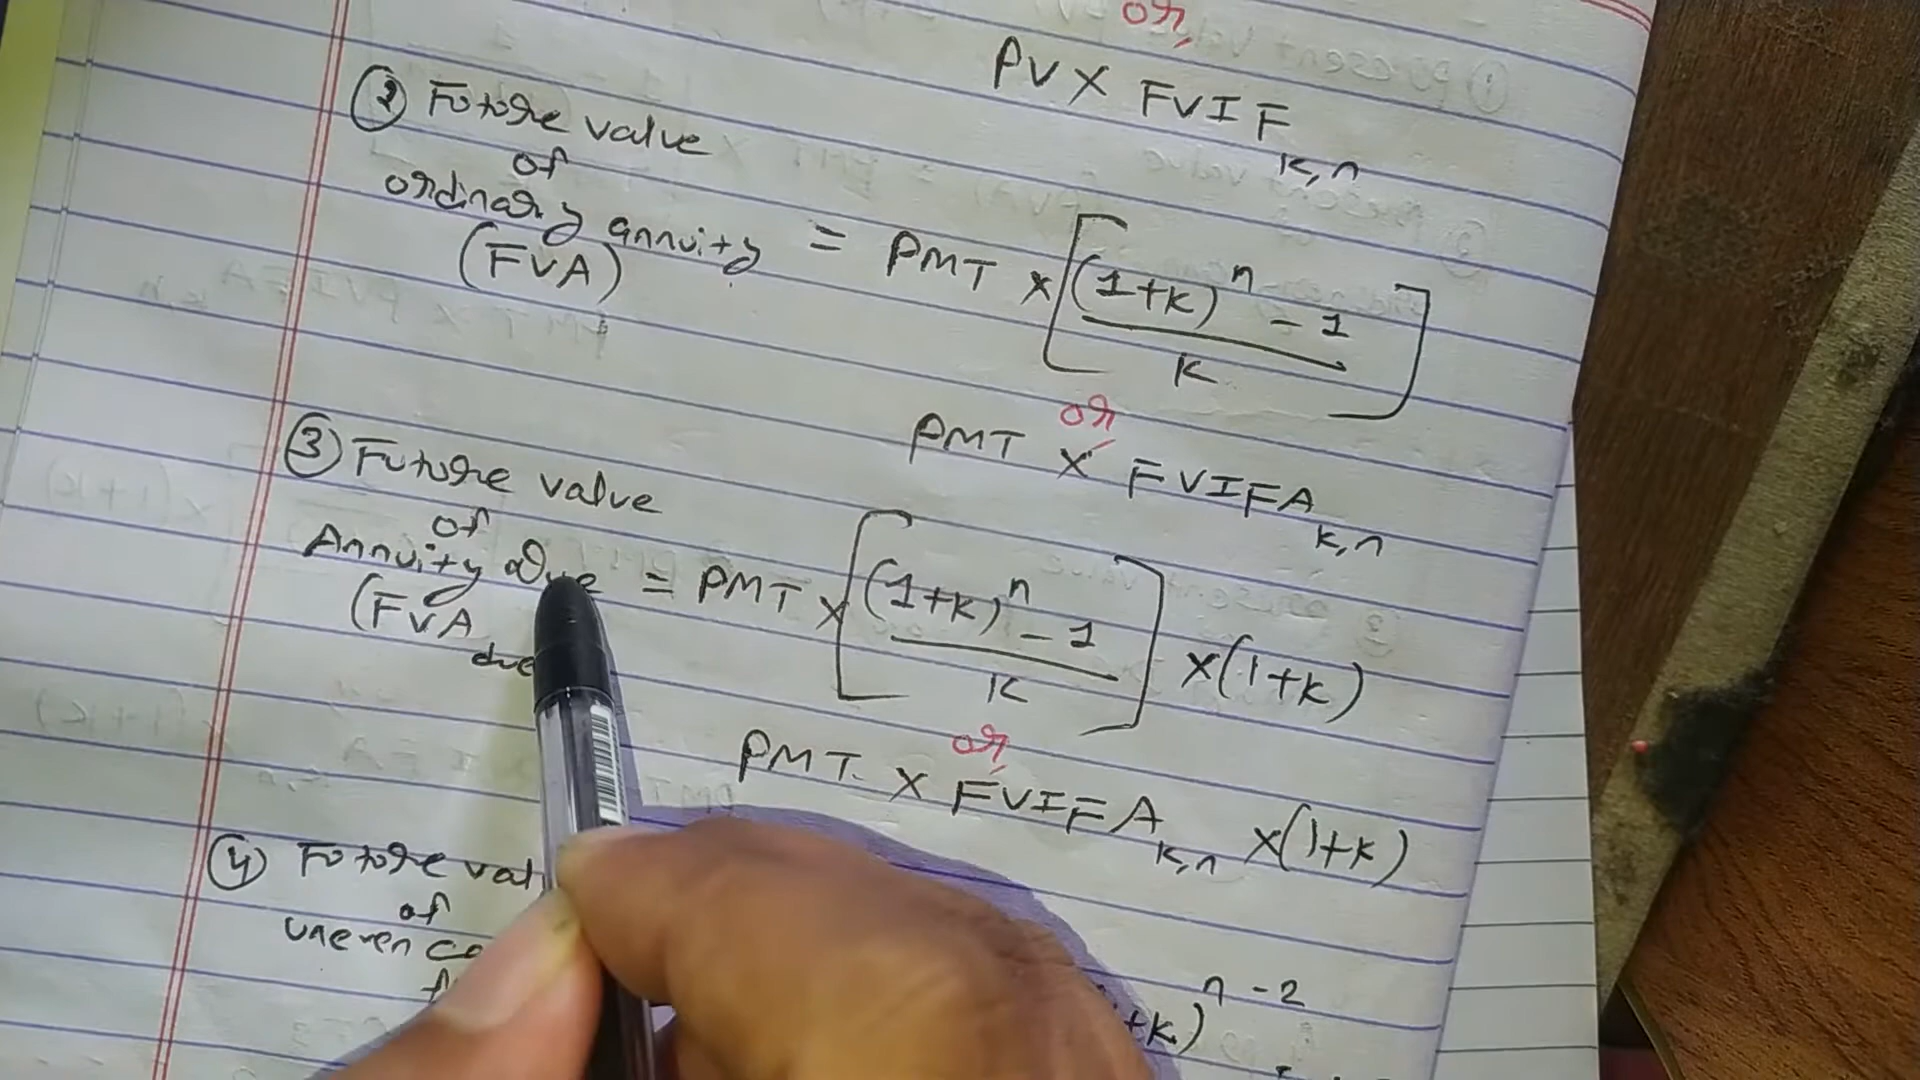 or
PV X FVIF k,n
② Future value
of
ordinary annuity = PMT × [(1+k)^n - 1 / k]
(FVA)
or
PMT × FVIFA k,n
③ Future value
of
Annuity Due = PMT × [(1+k)^n - 1 / k] ×(1+k)
(FVA due
or
PMT × FVIFA k,n ×(1+k)
④ Future val
of
uneven ca
+k)^n-2